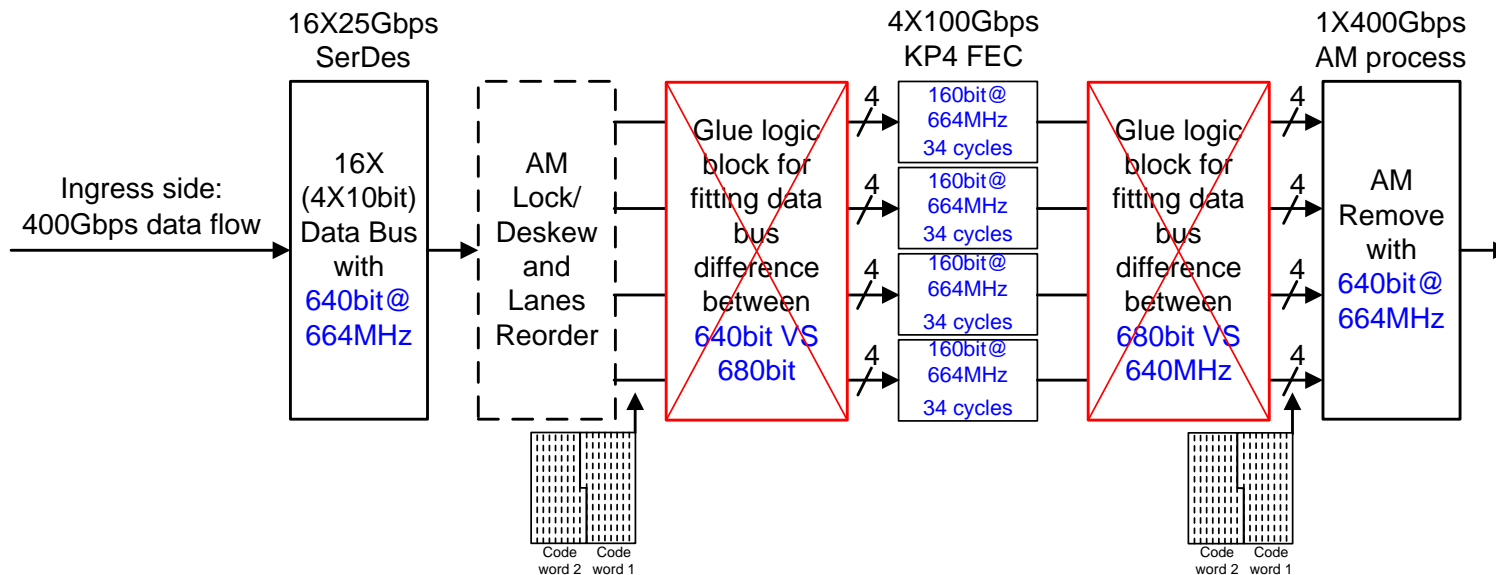 16X25Gbps
SerDes
4X100Gbps
KP4 FEC
1X400Gbps
AM process
Ingress side:
400Gbps data flow
16X
(4X10bit)
Data Bus
with
640bit@
664MHz
AM
Lock/
Deskew
and
Lanes
Reorder
Glue logic
block for
fitting data
bus
difference
between
640bit VS
680bit
4
4
4
4
160bit@
664MHz
34 cycles
160bit@
664MHz
34 cycles
160bit@
664MHz
34 cycles
160bit@
664MHz
34 cycles
Glue logic
block for
fitting data
bus
difference
between
680bit VS
640MHz
4
4
4
4
AM
Remove
with
640bit@
664MHz
Code
word 2
Code
word 1
Code
word 2
Code
word 1